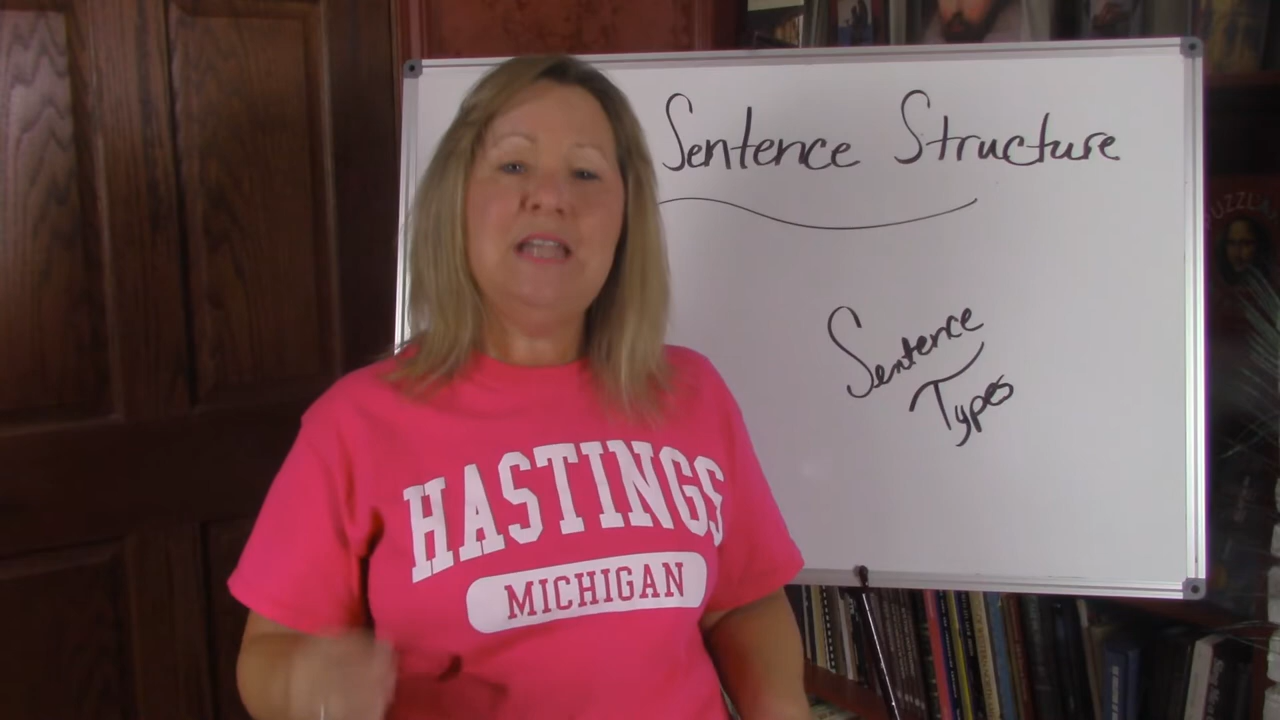 Sentence Structure
Sentence
Types
HASTINGS
MICHIGAN